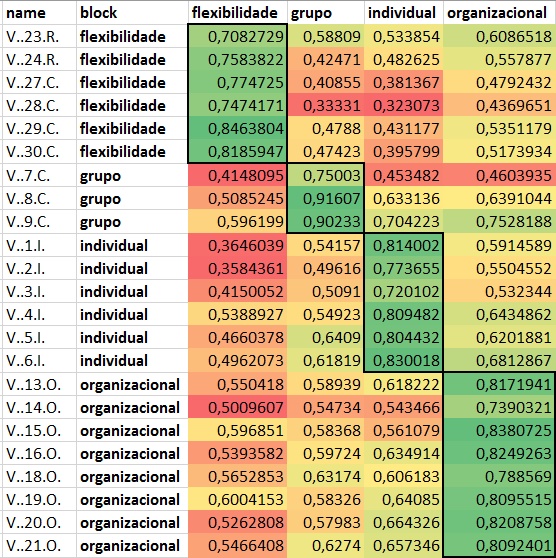 name block flexibilidade grupo individual organizacional
V..23.R. flexibilidade 0,7082729 0,58809 0,533854 0,6086518
V..24.R. flexibilidade 0,7583822 0,42471 0,482625 0,557877
V..27.C. flexibilidade 0,774725 0,40855 0,381367 0,4792432
V..28.C. flexibilidade 0,7474171 0,33331 0,323073 0,4369651
V..29.C. flexibilidade 0,8463804 0,4788 0,431177 0,5351179
V..30.C. flexibilidade 0,8185947 0,47423 0,395799 0,5173934
V..7.C. grupo 0,4148095 0,75003 0,453482 0,4603935
V..8.C. grupo 0,5085245 0,91607 0,633136 0,6391044
V..9.C. grupo 0,596199 0,90233 0,704223 0,7528188
V..1.I. individual 0,3646039 0,54157 0,814002 0,5914589
V..2.I. individual 0,3584361 0,49616 0,773655 0,5504552
V..3.I. individual 0,4150052 0,5091 0,720102 0,532344
V..4.I. individual 0,5388927 0,54923 0,809482 0,6434862
V..5.I. individual 0,4660378 0,6409 0,804432 0,6201881
V..6.I. individual 0,4962073 0,61819 0,830018 0,6812867
V..13.O. organizacional 0,550418 0,58939 0,618222 0,8171941
V..14.O. organizacional 0,5009607 0,54734 0,543466 0,7390321
V..15.O. organizacional 0,596851 0,58368 0,561079 0,8380725
V..16.O. organizacional 0,5393582 0,59724 0,634914 0,8249263
V..18.O. organizacional 0,5652853 0,63174 0,606183 0,788569
V..19.O. organizacional 0,6004153 0,58326 0,64085 0,8095515
V..20.O. organizacional 0,5262808 0,57983 0,664326 0,8208758
V..21.O. organizacional 0,5466408 0,6274 0,657346 0,8092401